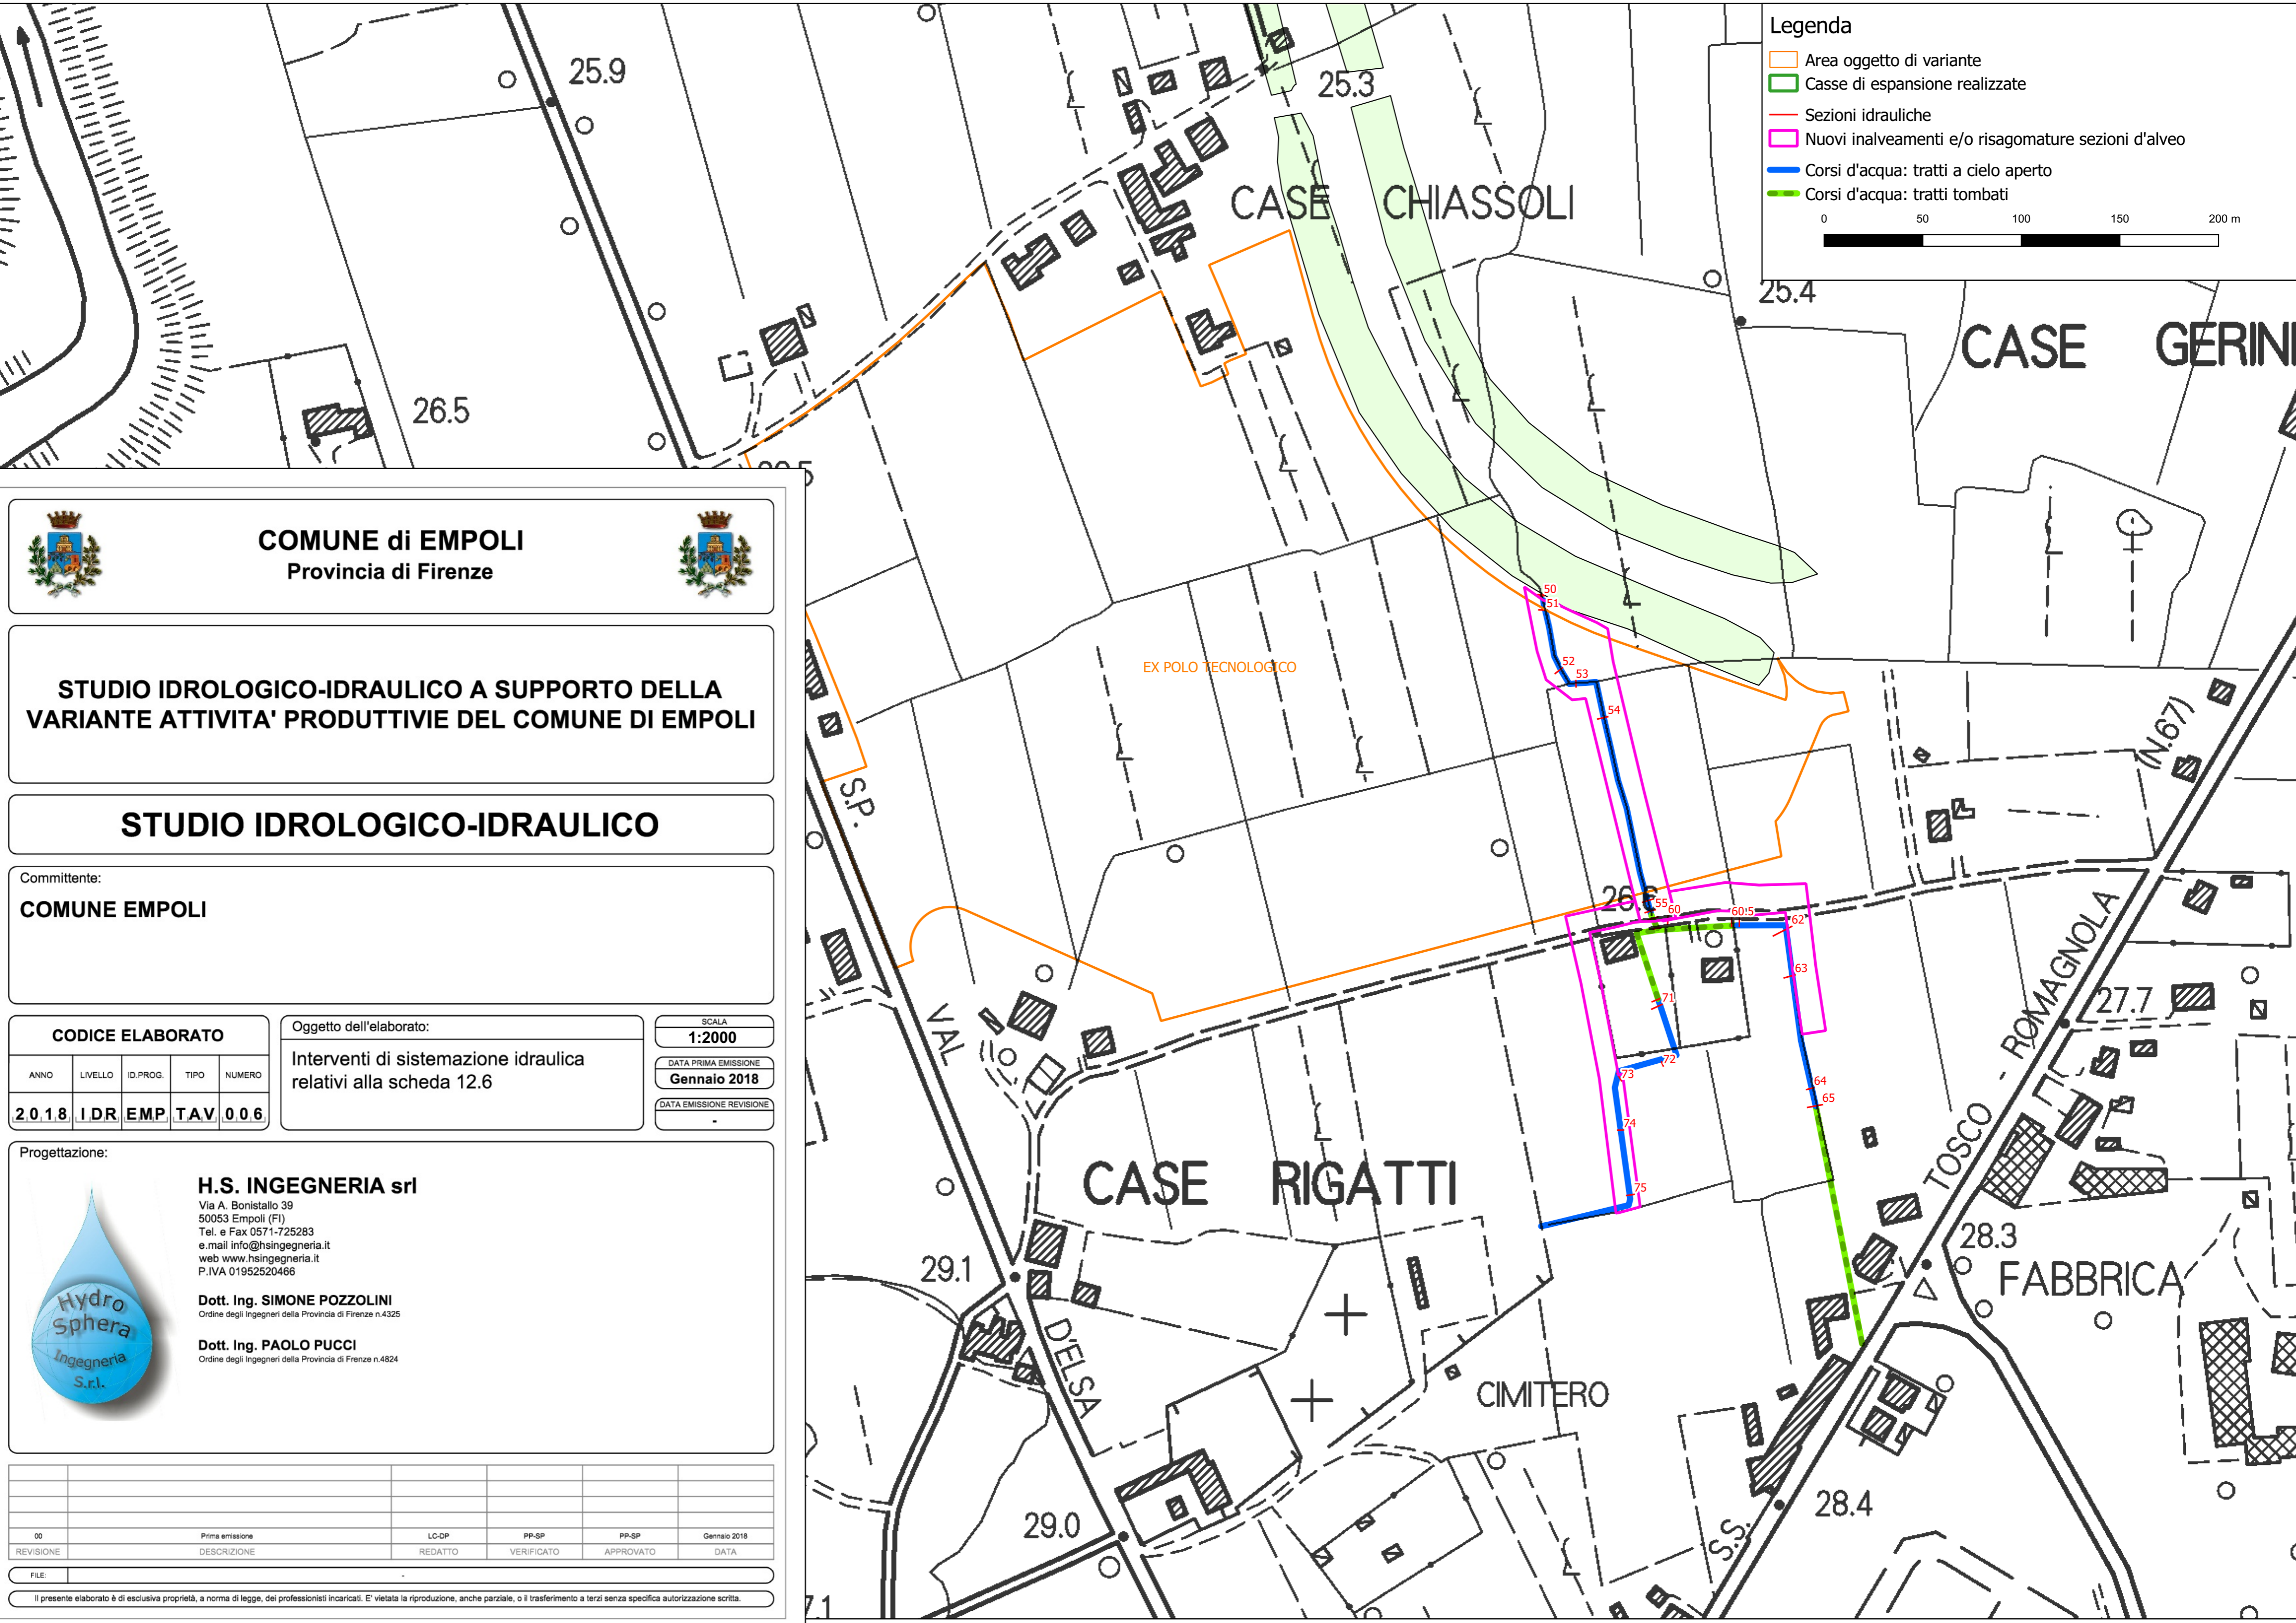 Legenda
Area oggetto di variante
Casse di espansione realizzate
Sezioni idrauliche
Nuovi inalveamenti e/o risagomature sezioni d'alveo
Corsi d'acqua: tratti a cielo aperto
Corsi d'acqua: tratti tombati
0 50 100 150 200 m
25.9
25.3
CASE CHIASSOLI
25.4
CASE GERINI
26.5
COMUNE di EMPOLI
Provincia di Firenze
STUDIO IDROLOGICO-IDRAULICO A SUPPORTO DELLA
VARIANTE ATTIVITA' PRODUTTIVIE DEL COMUNE DI EMPOLI
STUDIO IDROLOGICO-IDRAULICO
Committente:
COMUNE EMPOLI
CODICE ELABORATO
ANNO LIVELLO ID.PROG. TIPO NUMERO
2018 IDR EMP TAV 006
Oggetto dell'elaborato:
Interventi di sistemazione idraulica
relativi alla scheda 12.6
SCALA
1:2000
DATA PRIMA EMISSIONE
Gennaio 2018
DATA EMISSIONE REVISIONE
-
Progettazione:
H.S. INGEGNERIA srl
Via A. Bonistallo 39
50053 Empoli (FI)
Tel. e Fax 0571-725283
e.mail info@hsingegneria.it
web www.hsingegneria.it
P.IVA 01952520466
Dott. Ing. SIMONE POZZOLINI
Ordine degli Ingegneri della Provincia di Firenze n.4325
Dott. Ing. PAOLO PUCCI
Ordine degli Ingegneri della Provincia di Frenze n.4824
Hydro
Sphera
Ingegneria
S.r.l.
00 Prima emissione LC-DP PP-SP PP-SP Gennaio 2018
REVISIONE DESCRIZIONE REDATTO VERIFICATO APPROVATO DATA
FILE: -
Il presente elaborato è di esclusiva proprietà, a norma di legge, dei professionisti incaricati. E' vietata la riproduzione, anche parziale, o il trasferimento a terzi senza specifica autorizzazione scritta.
EX POLO TECNOLOGICO
50
51
52
53
54
55
60
60.5
62
63
64
65
71
72
73
74
75
S.P.
VAL
D'ELSA
(N.67)
TOSCO - ROMAGNOLA
27.7
CASE RIGATTI
29.1
28.3
FABBRICA
CIMITERO
29.0
28.4
S.S.